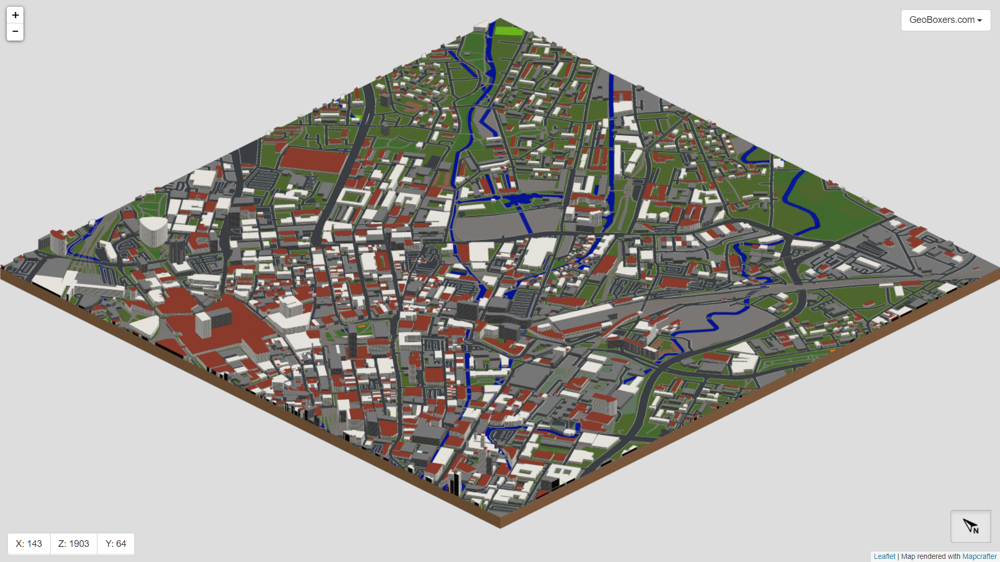 +
GeoBoxers.com
−
N
X: 143
Z: 1903
Y: 64
Leaflet | Map rendered with Mapcrafter